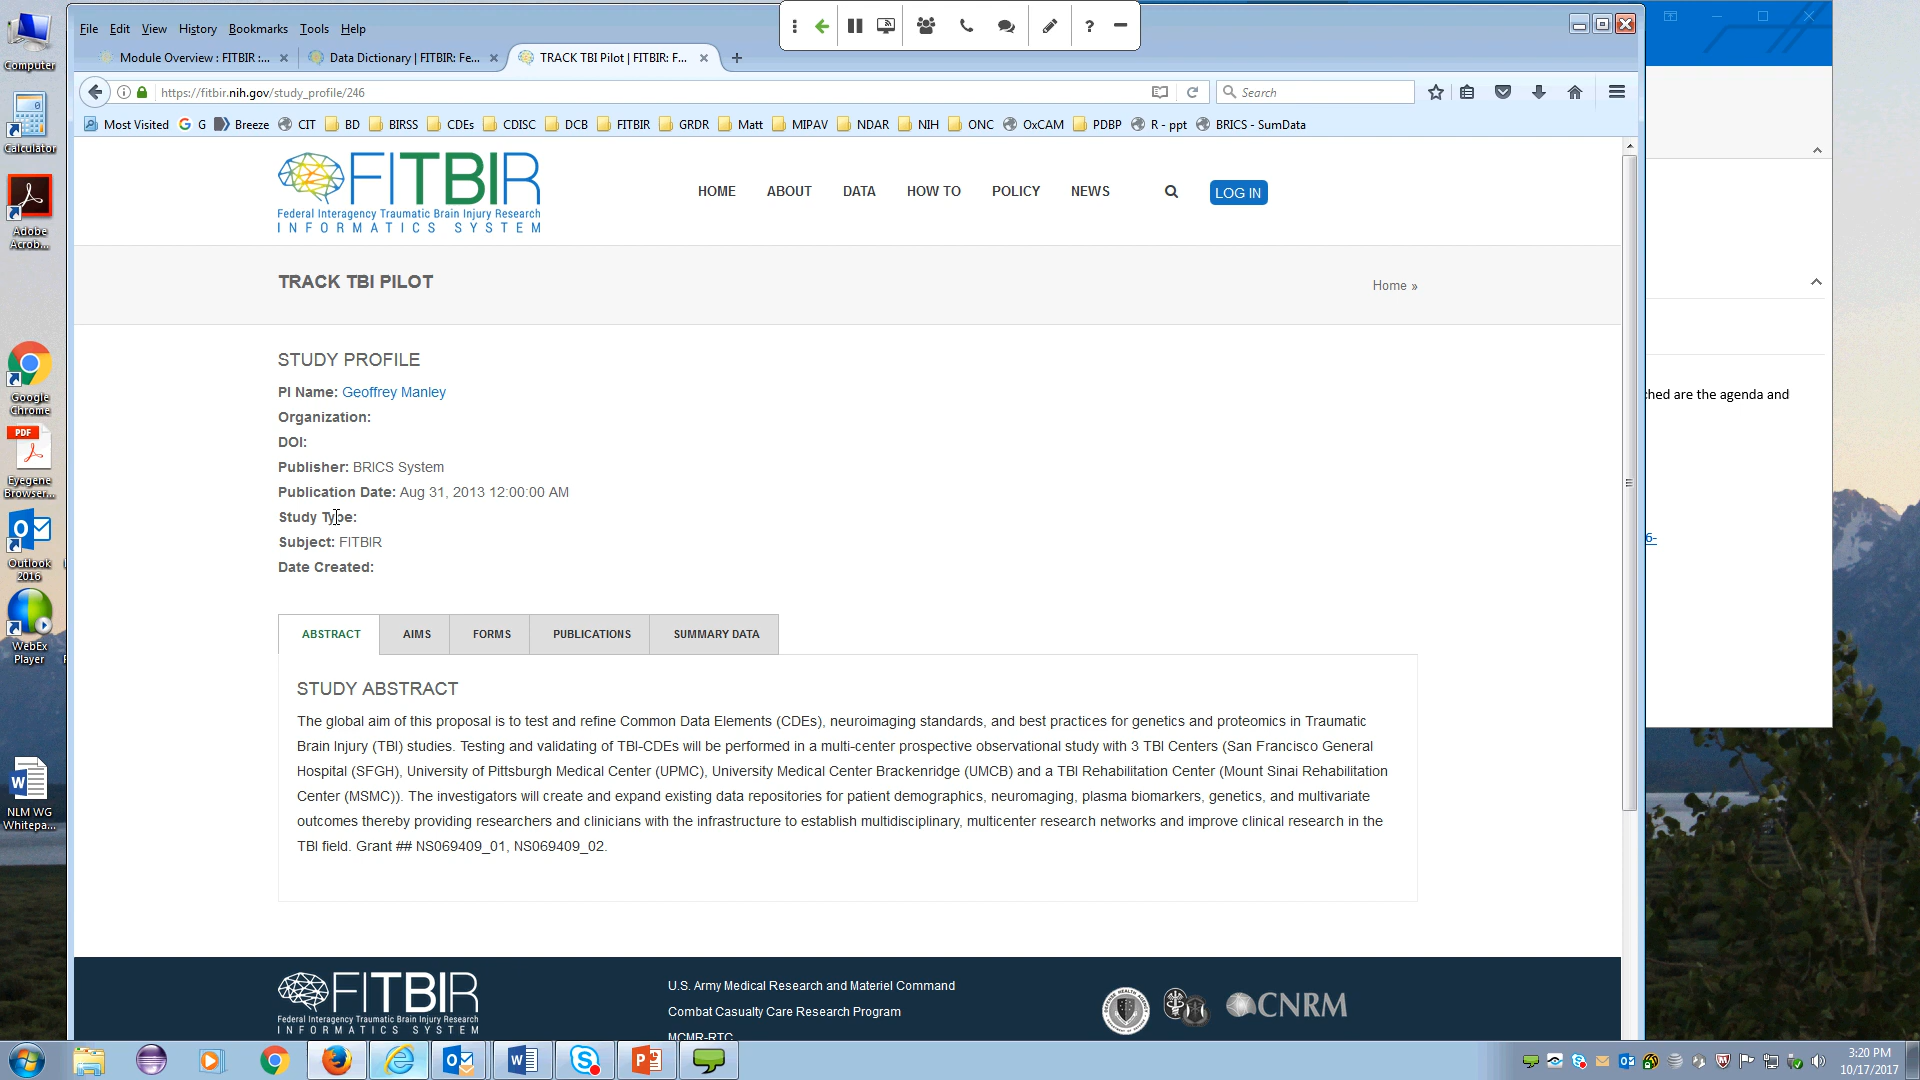 File Edit View History Bookmarks Tools Help
Module Overview : FITBIR :...
Data Dictionary | FITBIR: Fe...
TRACK TBI Pilot | FITBIR: F...
https://fitbir.nih.gov/study_profile/246
Search
Most Visited G Breeze CIT BD BIRSS CDEs CDISC DCB FITBIR GRDR Matt MIPAV NDAR NIH ONC OxCAM PDBP R - ppt BRICS - SumData
FITBIR
Federal Interagency Traumatic Brain Injury Research
INFORMATICS SYSTEM
HOME ABOUT DATA HOW TO POLICY NEWS LOG IN
TRACK TBI PILOT
Home »
STUDY PROFILE
PI Name: Geoffrey Manley
Organization:
DOI:
Publisher: BRICS System
Publication Date: Aug 31, 2013 12:00:00 AM
Study Type:
Subject: FITBIR
Date Created:
ABSTRACT AIMS FORMS PUBLICATIONS SUMMARY DATA
STUDY ABSTRACT
The global aim of this proposal is to test and refine Common Data Elements (CDEs), neuroimaging standards, and best practices for genetics and proteomics in Traumatic
Brain Injury (TBI) studies. Testing and validating of TBI-CDEs will be performed in a multi-center prospective observational study with 3 TBI Centers (San Francisco General
Hospital (SFGH), University of Pittsburgh Medical Center (UPMC), University Medical Center Brackenridge (UMCB) and a TBI Rehabilitation Center (Mount Sinai Rehabilitation
Center (MSMC)). The investigators will create and expand existing data repositories for patient demographics, neuromaging, plasma biomarkers, genetics, and multivariate
outcomes thereby providing researchers and clinicians with the infrastructure to establish multidisciplinary, multicenter research networks and improve clinical research in the
TBI field. Grant ## NS069409_01, NS069409_02.
FITBIR
Federal Interagency Traumatic Brain Injury Research
INFORMATICS SYSTEM
U.S. Army Medical Research and Materiel Command
Combat Casualty Care Research Program
MCMR-RTC
CNRM
ched are the agenda and
6-
Computer
Calculator
Adobe
Acrob...
Google
Chrome
PDF
Eyegene
Browser...
Outlook
2016
WebEx
Player
NLM WG
Whitepa...
3:20 PM
10/17/2017